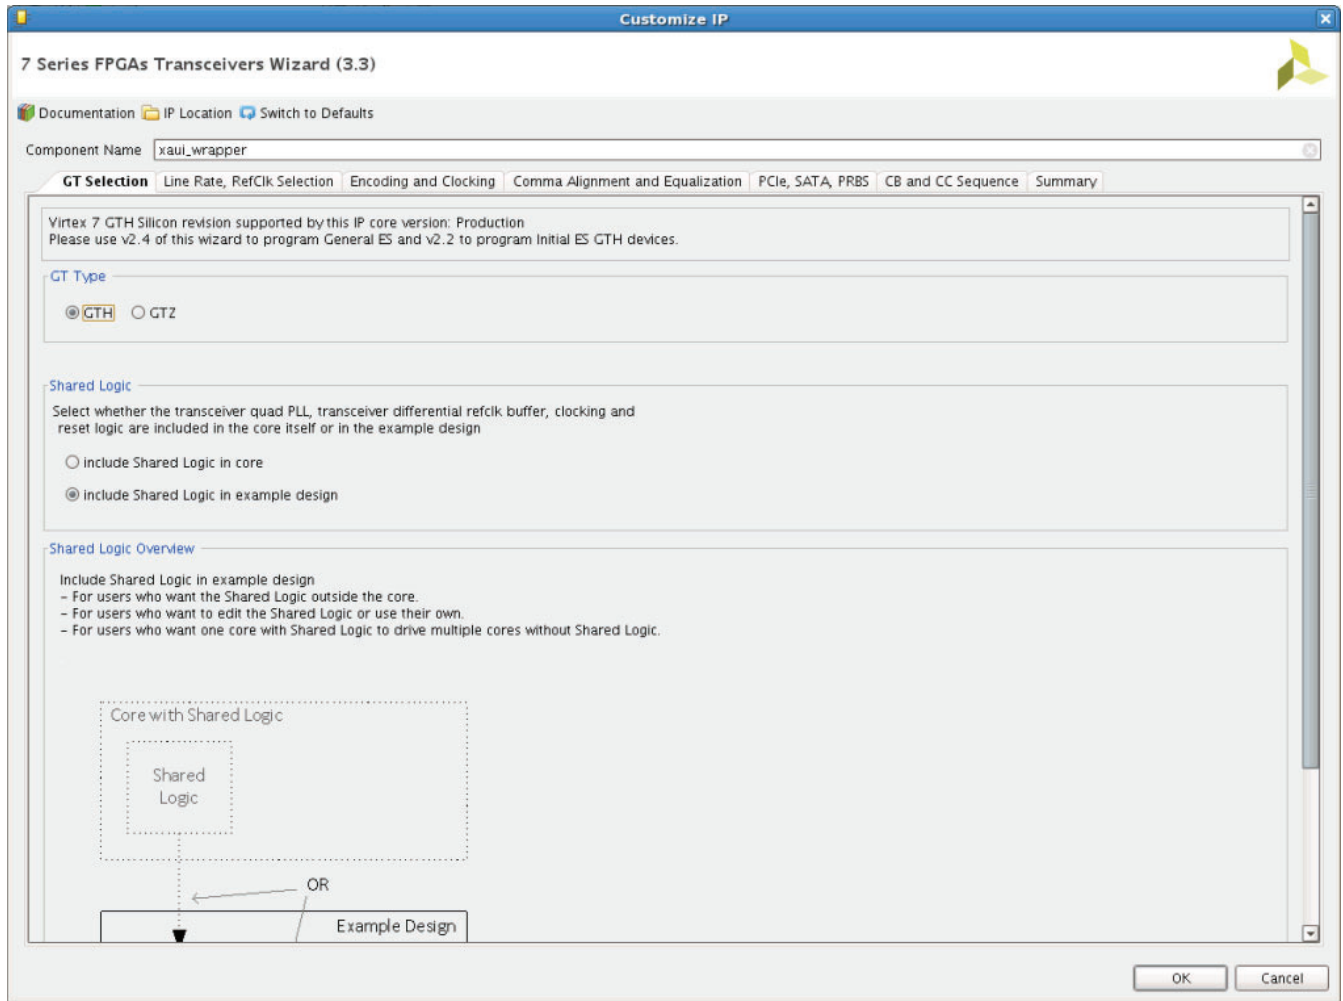 Customize IP
7 Series FPGAs Transceivers Wizard (3.3)
Documentation IP Location Switch to Defaults
Component Name xaui_wrapper
GT Selection Line Rate, RefClk Selection Encoding and Clocking Comma Alignment and Equalization PCIe, SATA, PRBS CB and CC Sequence Summary
Virtex 7 GTH Silicon revision supported by this IP core version: Production
Please use v2.4 of this wizard to program General ES and v2.2 to program Initial ES GTH devices.
GT Type
GTH GTZ
Shared Logic
Select whether the transceiver quad PLL, transceiver differential refclk buffer, clocking and
reset logic are included in the core itself or in the example design
include Shared Logic in core
include Shared Logic in example design
Shared Logic Overview
Include Shared Logic in example design
- For users who want the Shared Logic outside the core.
- For users who want to edit the Shared Logic or use their own.
- For users who want one core with Shared Logic to drive multiple cores without Shared Logic.
Core with Shared Logic
Shared
Logic
OR
Example Design
OK Cancel